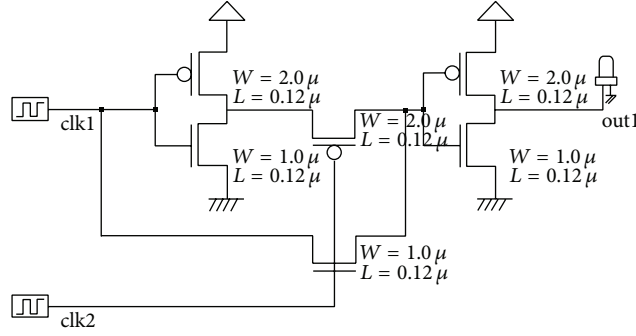 W = 2.0 μ
L = 0.12 μ
W = 2.0 μ
L = 0.12 μ
W = 2.0 μ
L = 0.12 μ
clk1
out1
W = 1.0 μ
L = 0.12 μ
W = 1.0 μ
L = 0.12 μ
W = 1.0 μ
L = 0.12 μ
clk2